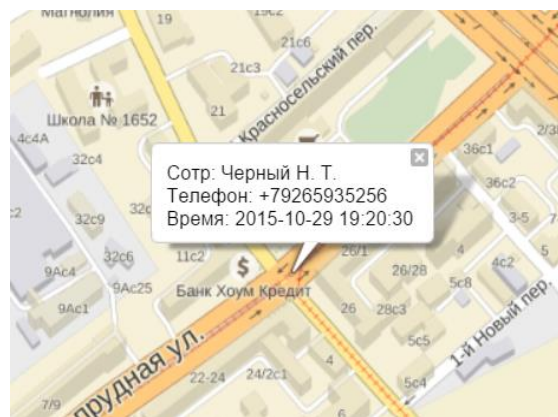 Магнолия
19
19с2
21с6
21с3
21
Красносельский пер.
Школа № 1652
4с4А
32с4
32с9
32с6
9Ас4
9Ас1
9Ас25
11с2
Сотр: Черный Н. Т.
Телефон: +79265935256
Время: 2015-10-29 19:20:30
36с1
36с2
2/3
3-5
7
4
4с2
5с8
26/1
26/28
26
28с3
5с5
5
5с4
1-й Новый пер.
Банк Хоум Кредит
прудная ул.
22-24
24/2с1
4
6
7/9